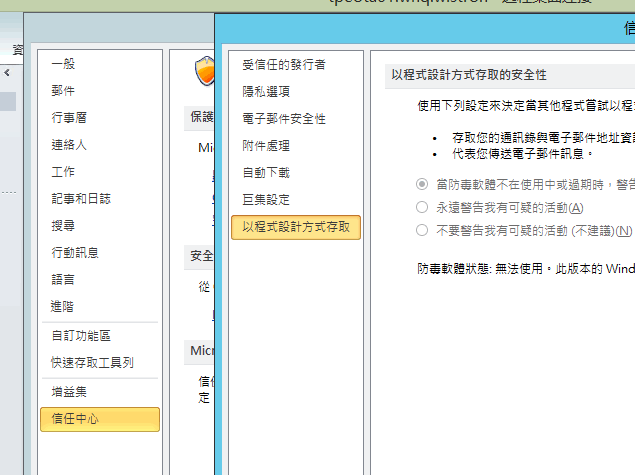 資
一般
郵件
行事曆
連絡人
工作
記事和日誌
搜尋
行動訊息
語言
進階
自訂功能區
快速存取工具列
增益集
信任中心
保護
安全
從
Micr
信任
定
信
受信任的發行者
隱私選項
電子郵件安全性
附件處理
自動下載
巨集設定
以程式設計方式存取
以程式設計方式存取的安全性
使用下列設定來決定當其他程式嘗試以程
• 存取您的通訊錄與電子郵件地址資
• 代表您傳送電子郵件訊息。
當防毒軟體不在使用中或過期時，警告
永遠警告我有可疑的活動(A)
不要警告我有可疑的活動 (不建議)(N)
防毒軟體狀態: 無法使用。此版本的 Wind